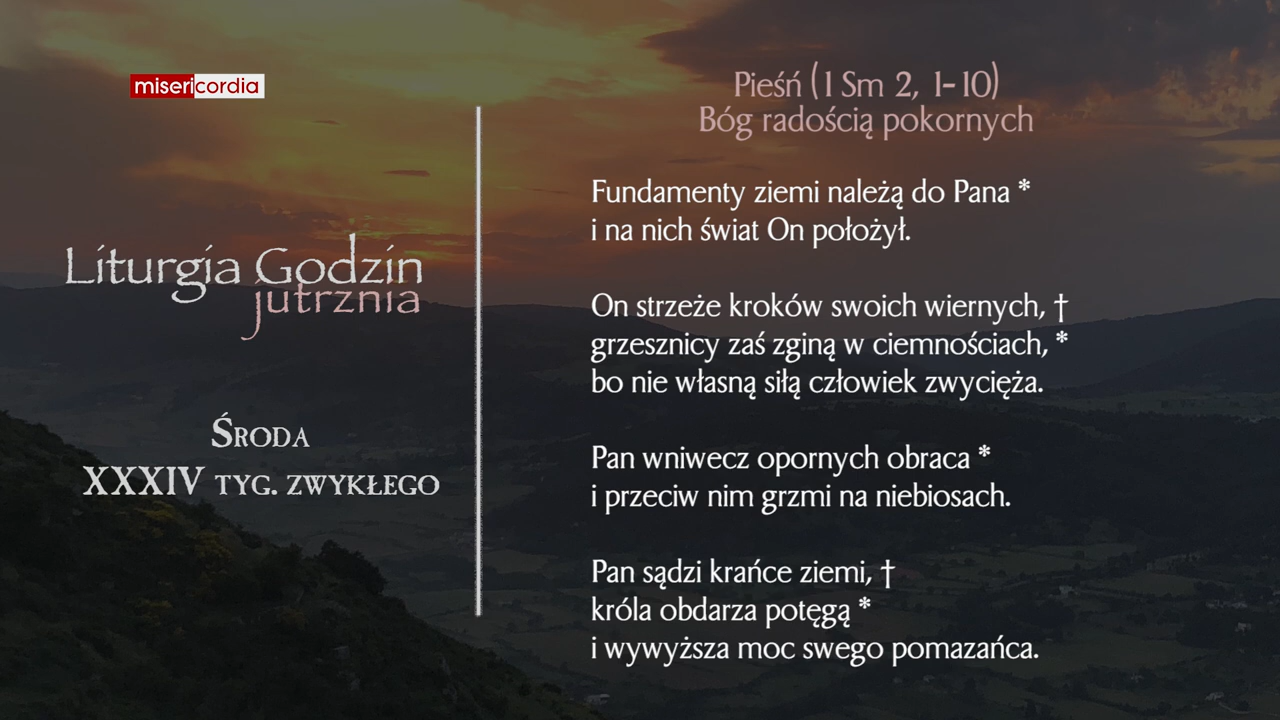 misericordia
Liturgia Godzin
jutrznia
Środa
XXXIV tyg. zwykłego
Pieśń (1 Sm 2, 1-10)
Bóg radością pokornych
Fundamenty ziemi należą do Pana *
i na nich świat On położył.
On strzeże kroków swoich wiernych, †
grzesznicy zaś zginą w ciemnościach, *
bo nie własną siłą człowiek zwycięża.
Pan wniwecz opornych obraca *
i przeciw nim grzmi na niebiosach.
Pan sądzi krańce ziemi, †
króla obdarza potęgą *
i wywyższa moc swego pomazańca.